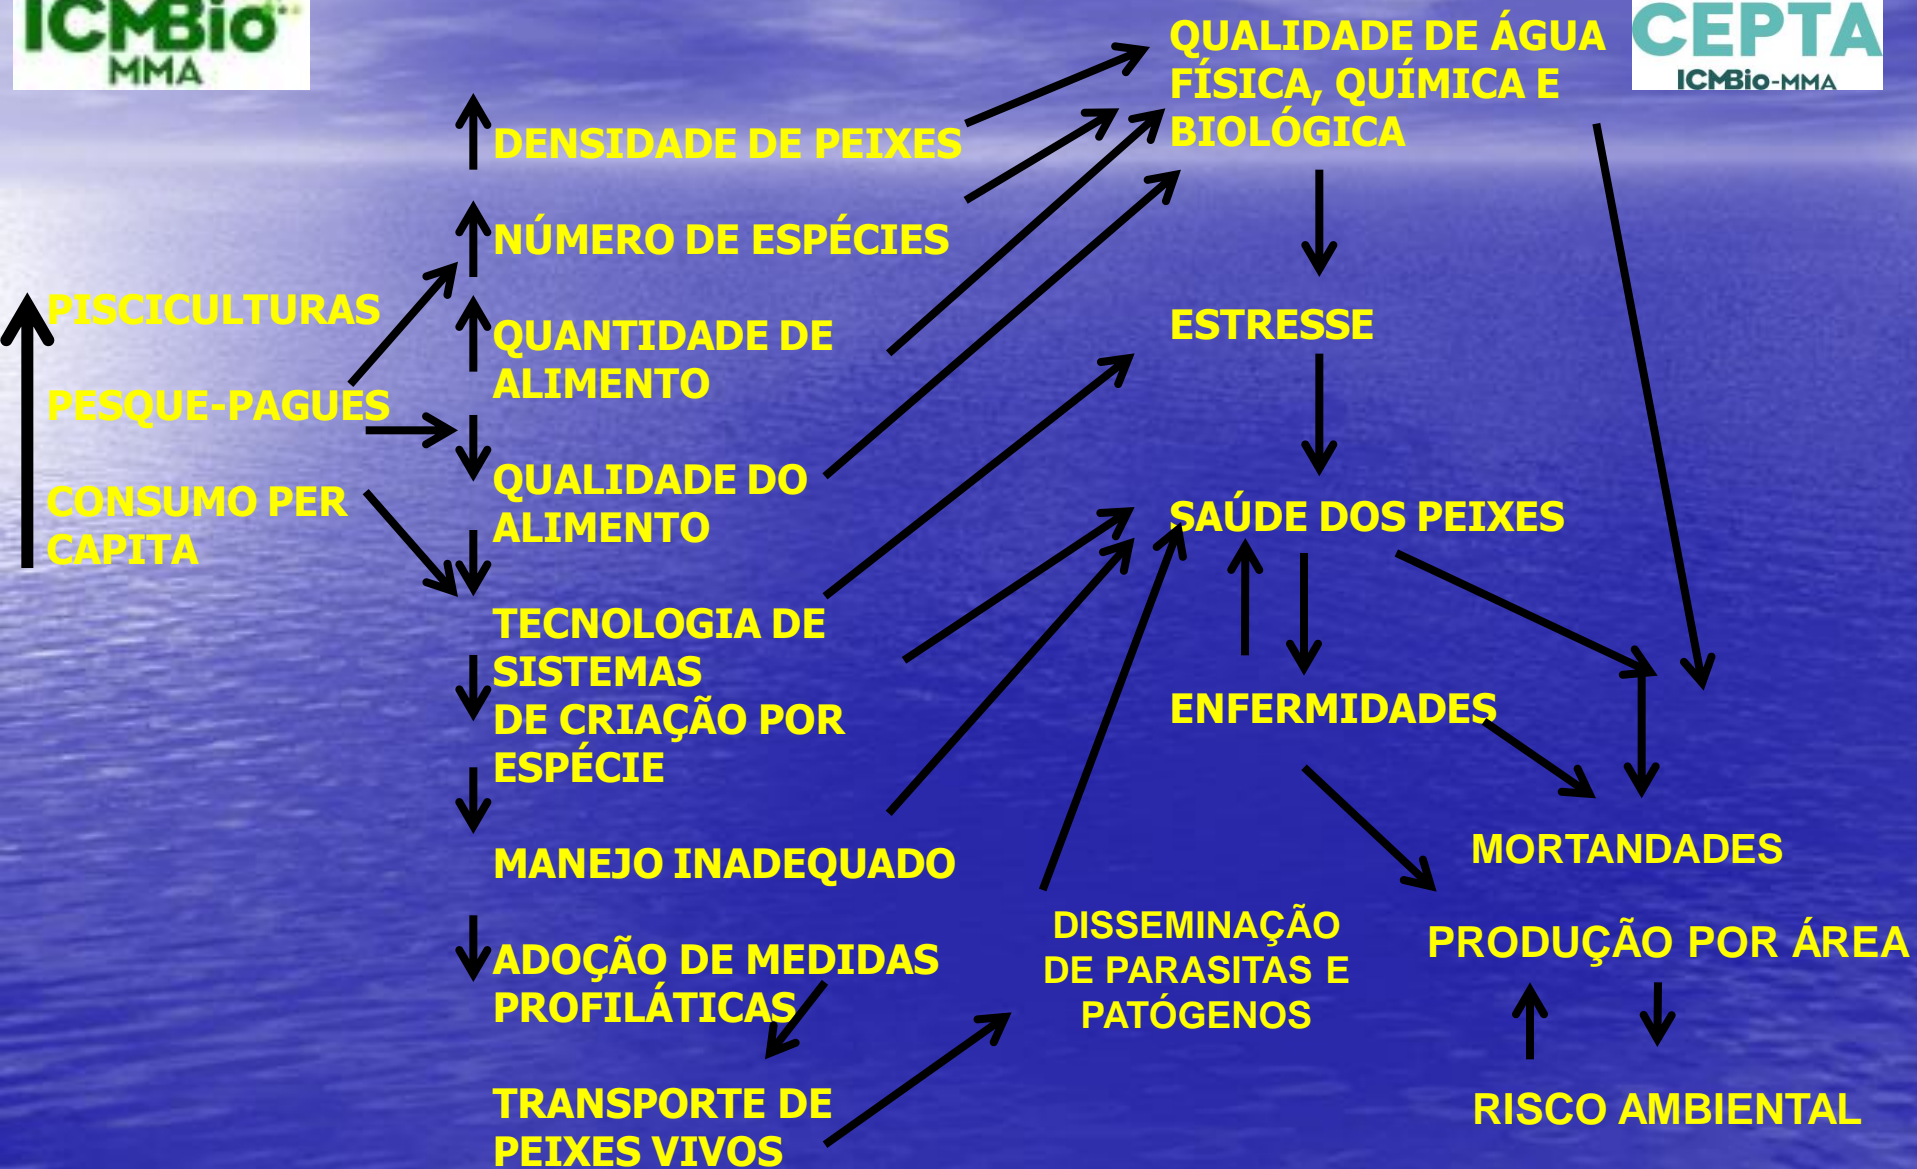 ICMBio
MMA
CEPTA
ICMBio-MMA
PISCICULTURAS
PESQUE-PAGUES
CONSUMO PER
CAPITA
DENSIDADE DE PEIXES
NÚMERO DE ESPÉCIES
QUANTIDADE DE
ALIMENTO
QUALIDADE DO
ALIMENTO
TECNOLOGIA DE
SISTEMAS
DE CRIAÇÃO POR
ESPÉCIE
MANEJO INADEQUADO
ADOÇÃO DE MEDIDAS
PROFILÁTICAS
TRANSPORTE DE
PEIXES VIVOS
DISSEMINAÇÃO
DE PARASITAS E
PATÓGENOS
QUALIDADE DE ÁGUA
FÍSICA, QUÍMICA E
BIOLÓGICA
ESTRESSE
SAÚDE DOS PEIXES
ENFERMIDADES
MORTANDADES
PRODUÇÃO POR ÁREA
RISCO AMBIENTAL